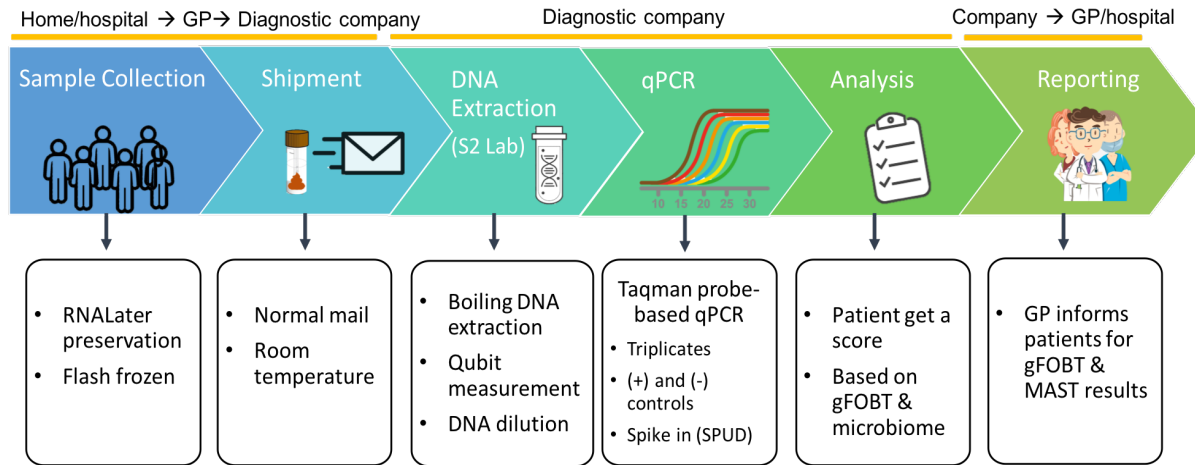 Home/hospital → GP→ Diagnostic company
Diagnostic company
Company → GP/hospital
Sample Collection
Shipment
DNA
Extraction
(S2 Lab)
qPCR
10 15 20 25 30
Analysis
Reporting
• RNALater
preservation
• Flash frozen
• Normal mail
• Room
temperature
• Boiling DNA
extraction
• Qubit
measurement
• DNA dilution
Taqman probe-
based qPCR
• Triplicates
• (+) and (-)
controls
• Spike in (SPUD)
• Patient get a
score
• Based on
gFOBT &
microbiome
• GP informs
patients for
gFOBT &
MAST results